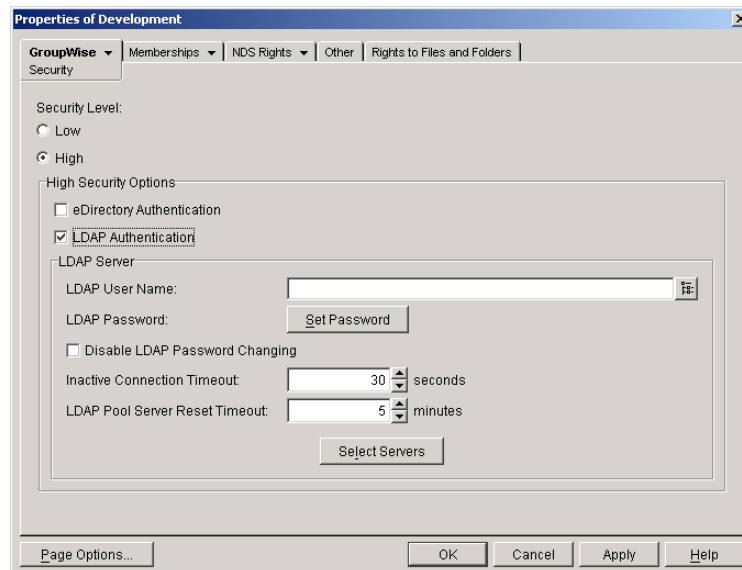 Properties of Development
GroupWise Memberships NDS Rights Other Rights to Files and Folders
Security
Security Level:
Low
High
High Security Options
eDirectory Authentication
LDAP Authentication
LDAP Server
LDAP User Name:
LDAP Password: Set Password
Disable LDAP Password Changing
Inactive Connection Timeout: 30 seconds
LDAP Pool Server Reset Timeout: 5 minutes
Select Servers
Page Options... OK Cancel Apply Help